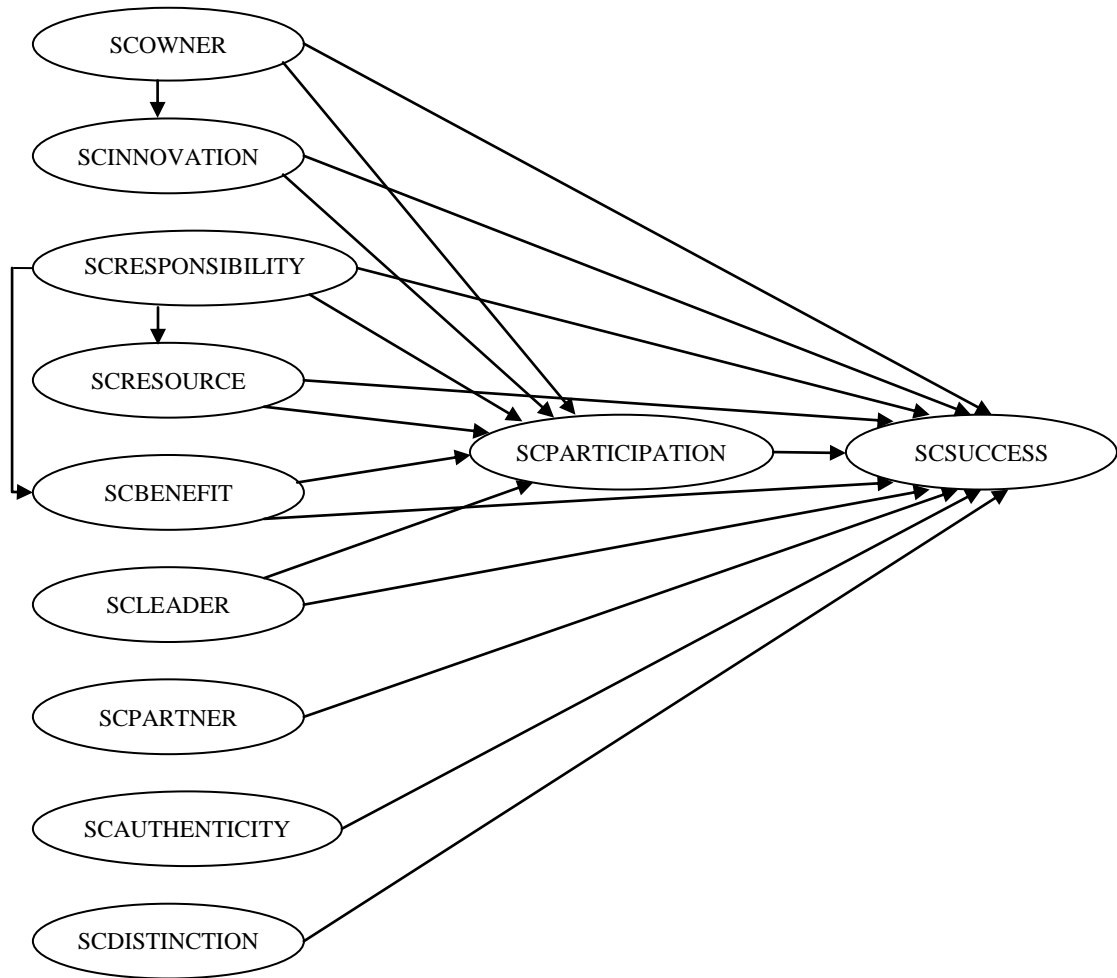 SCOWNER
SCINNOVATION
SCRESPONSIBILITY
SCRESOURCE
SCPARTICIPATION
SCSUCCESS
SCBENEFIT
SCLEADER
SCPARTNER
SCAUTHENTICITY
SCDISTINCTION